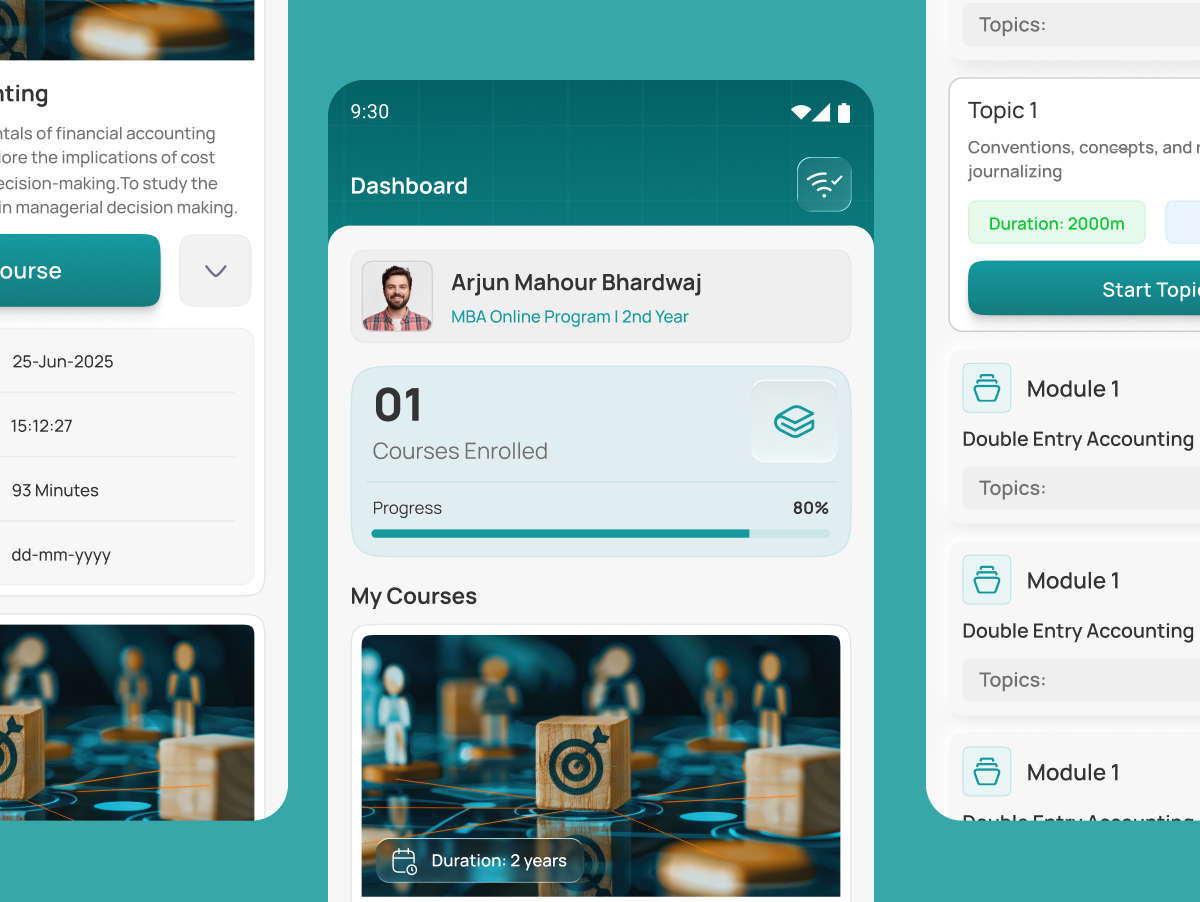 nting
ntals of financial accounting
lore the implications of cost
ecision-making.To study the
in managerial decision making.
ourse
25-Jun-2025
15:12:27
93 Minutes
dd-mm-yyyy
9:30
Dashboard
Arjun Mahour Bhardwaj
MBA Online Program I 2nd Year
01
Courses Enrolled
Progress 80%
My Courses
Duration: 2 years
Topics:
Topic 1
Conventions, concepts, and
journalizing
Duration: 2000m
Start Topi
Module 1
Double Entry Accounting
Topics:
Module 1
Double Entry Accounting
Topics:
Module 1
Double Entry Accounting